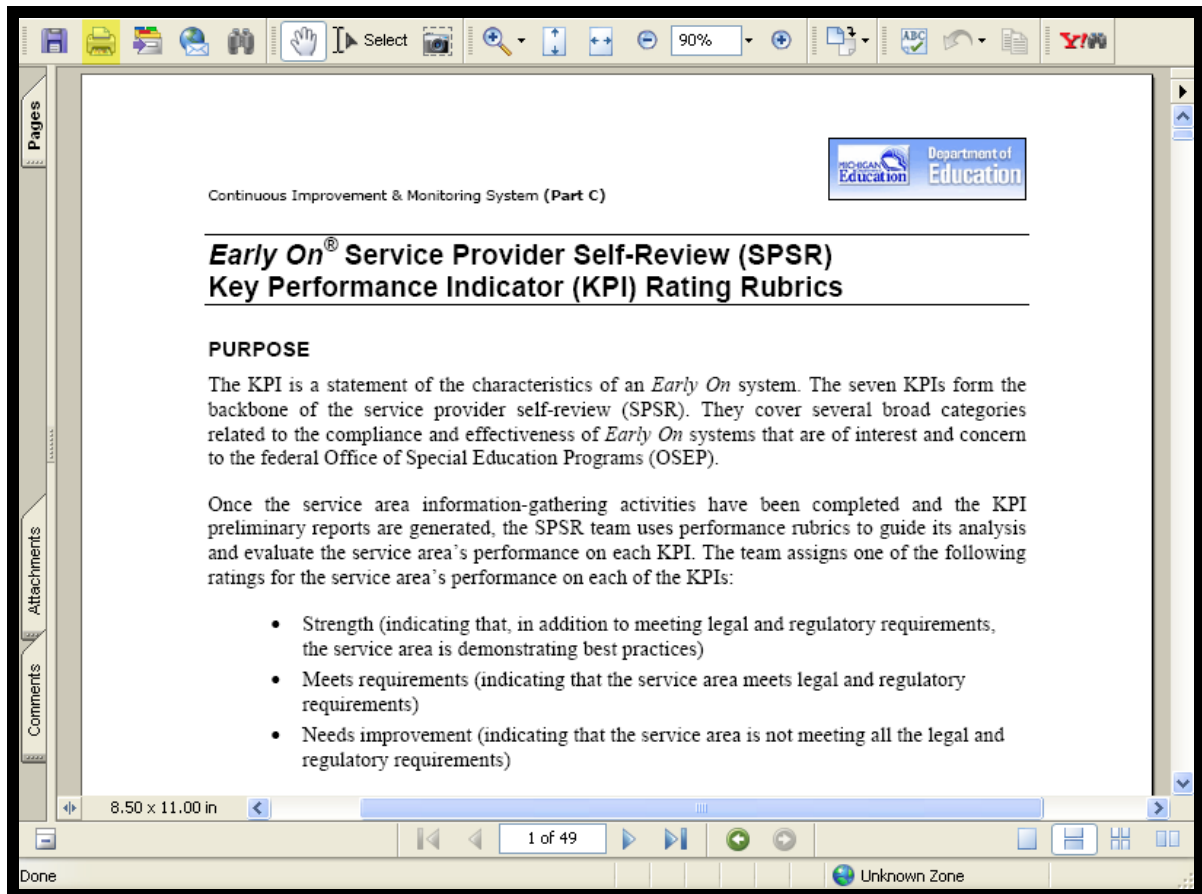 Select
90%
ABC
Y!
Pages
MICHIGAN
Education
Department of
Education
Continuous Improvement & Monitoring System (Part C)
Early On® Service Provider Self-Review (SPSR)
Key Performance Indicator (KPI) Rating Rubrics
PURPOSE
The KPI is a statement of the characteristics of an Early On system. The seven KPIs form the
backbone of the service provider self-review (SPSR). They cover several broad categories
related to the compliance and effectiveness of Early On systems that are of interest and concern
to the federal Office of Special Education Programs (OSEP).
Once the service area information-gathering activities have been completed and the KPI
preliminary reports are generated, the SPSR team uses performance rubrics to guide its analysis
and evaluate the service area's performance on each KPI. The team assigns one of the following
ratings for the service area's performance on each of the KPIs:
• Strength (indicating that, in addition to meeting legal and regulatory requirements,
the service area is demonstrating best practices)
• Meets requirements (indicating that the service area meets legal and regulatory
requirements)
• Needs improvement (indicating that the service area is not meeting all the legal and
regulatory requirements)
Attachments
Comments
8.50 x 11.00 in
1 of 49
Done
Unknown Zone